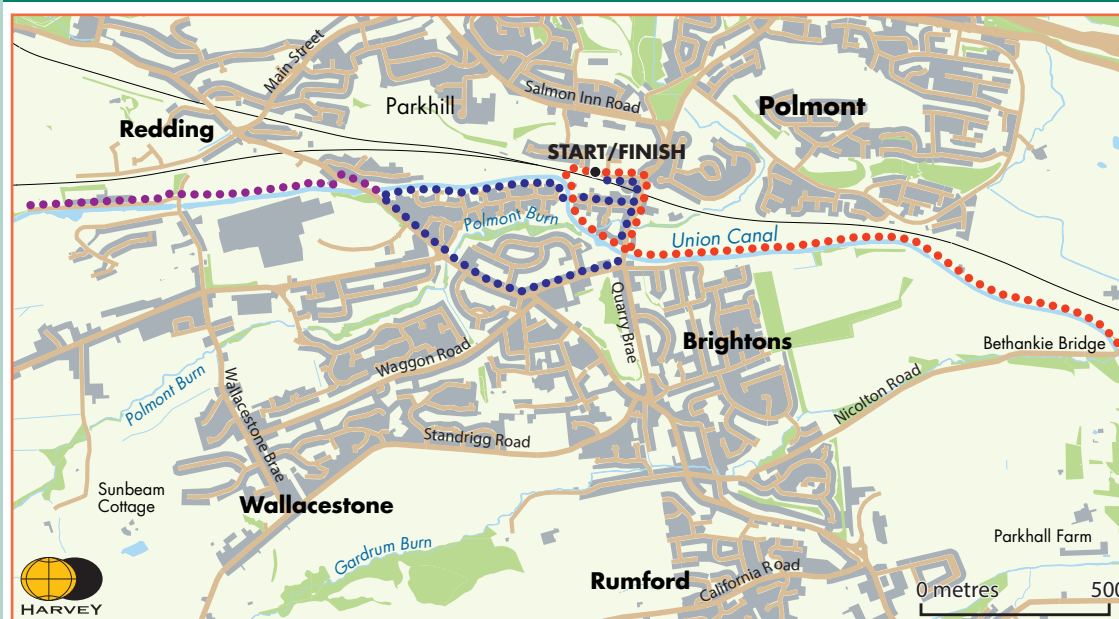 Main Street
Salmon Inn Road
Parkhill
Polmont
Redding
START/FINISH
Polmont Burn
Union Canal
Quarry Brae
Brightons
Bethankie Bridge
Waggon Road
Nicolton Road
Polmont Burn
Wallacestone Brae
Standrigg Road
Sunbeam
Cottage
Wallacestone
Gardrum Burn
Parkhall Farm
Rumford
California Road
HARVEY
0 metres
500